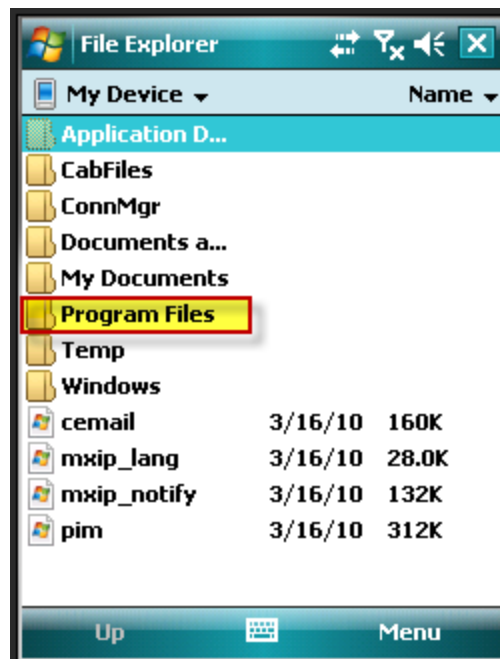 File Explorer
My Device Name
Application D...
CabFiles
ConnMgr
Documents a...
My Documents
Program Files
Temp
Windows
cemail 3/16/10 160K
mxip_lang 3/16/10 28.0K
mxip_notify 3/16/10 132K
pim 3/16/10 312K
Up Menu